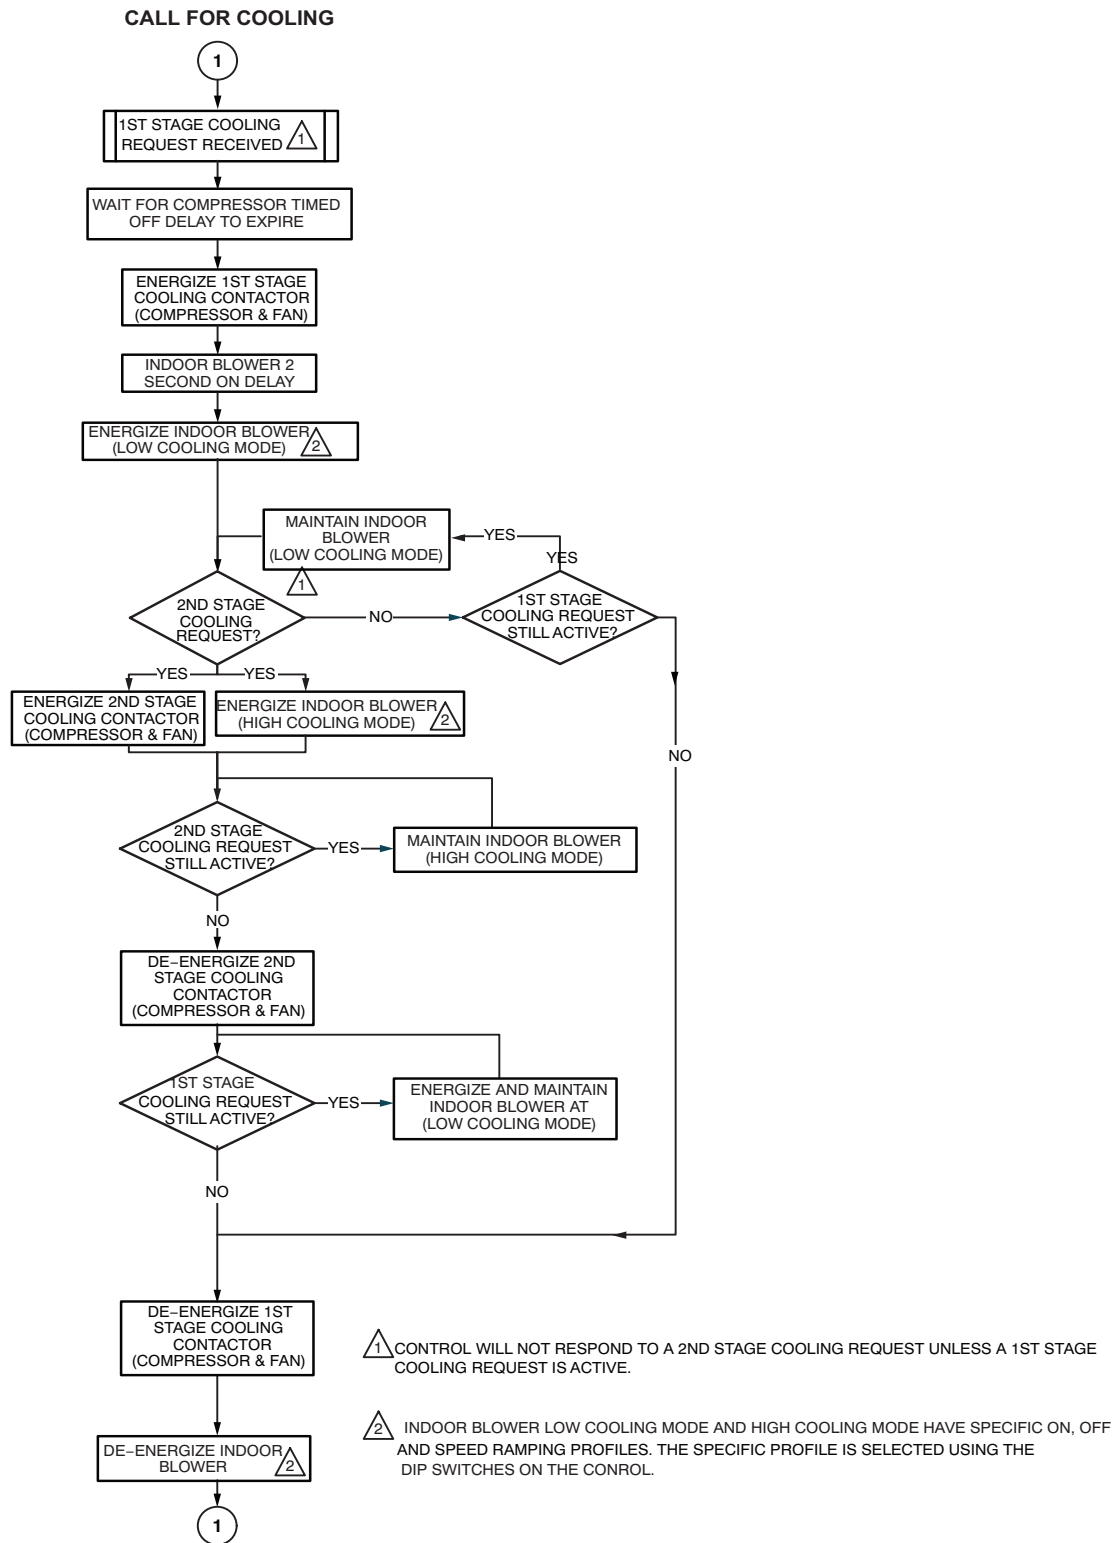 CALL FOR COOLING
1
1ST STAGE COOLING
REQUEST RECEIVED 1
WAIT FOR COMPRESSOR TIMED
OFF DELAY TO EXPIRE
ENERGIZE 1ST STAGE
COOLING CONTACTOR
(COMPRESSOR & FAN)
INDOOR BLOWER 2
SECOND ON DELAY
ENERGIZE INDOOR BLOWER
(LOW COOLING MODE) 2
MAINTAIN INDOOR
BLOWER
(LOW COOLING MODE)
1
YES
YES
2ND STAGE
COOLING
REQUEST?
NO
1ST STAGE
COOLING REQUEST
STILL ACTIVE?
YES
YES
ENERGIZE 2ND STAGE
COOLING CONTACTOR
(COMPRESSOR & FAN)
ENERGIZE INDOOR BLOWER
(HIGH COOLING MODE) 2
NO
2ND STAGE
COOLING REQUEST
STILL ACTIVE?
YES
MAINTAIN INDOOR BLOWER
(HIGH COOLING MODE)
NO
DE–ENERGIZE 2ND
STAGE COOLING
CONTACTOR
(COMPRESSOR & FAN)
1ST STAGE
COOLING REQUEST
STILL ACTIVE?
YES
ENERGIZE AND MAINTAIN
INDOOR BLOWER AT
(LOW COOLING MODE)
NO
DE–ENERGIZE 1ST
STAGE COOLING
CONTACTOR
(COMPRESSOR & FAN)
1 CONTROL WILL NOT RESPOND TO A 2ND STAGE COOLING REQUEST UNLESS A 1ST STAGE
COOLING REQUEST IS ACTIVE.
2 INDOOR BLOWER LOW COOLING MODE AND HIGH COOLING MODE HAVE SPECIFIC ON, OFF
AND SPEED RAMPING PROFILES. THE SPECIFIC PROFILE IS SELECTED USING THE
DIP SWITCHES ON THE CONROL.
DE–ENERGIZE INDOOR
BLOWER 2
1